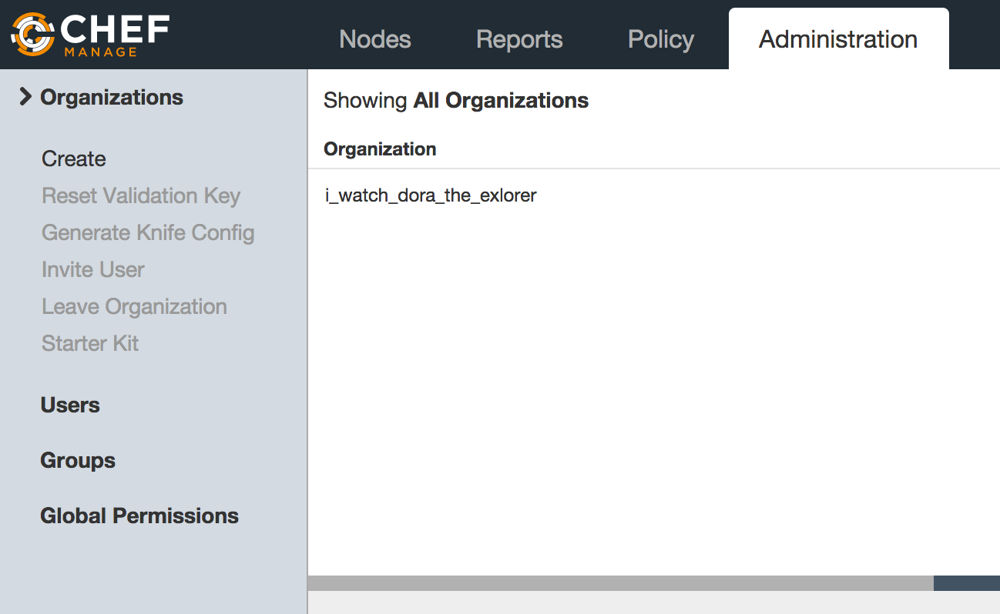 CHEF
MANAGE
Nodes Reports Policy Administration
Organizations
Create
Reset Validation Key
Generate Knife Config
Invite User
Leave Organization
Starter Kit
Users
Groups
Global Permissions
Showing All Organizations
Organization
i_watch_dora_the_exlorer